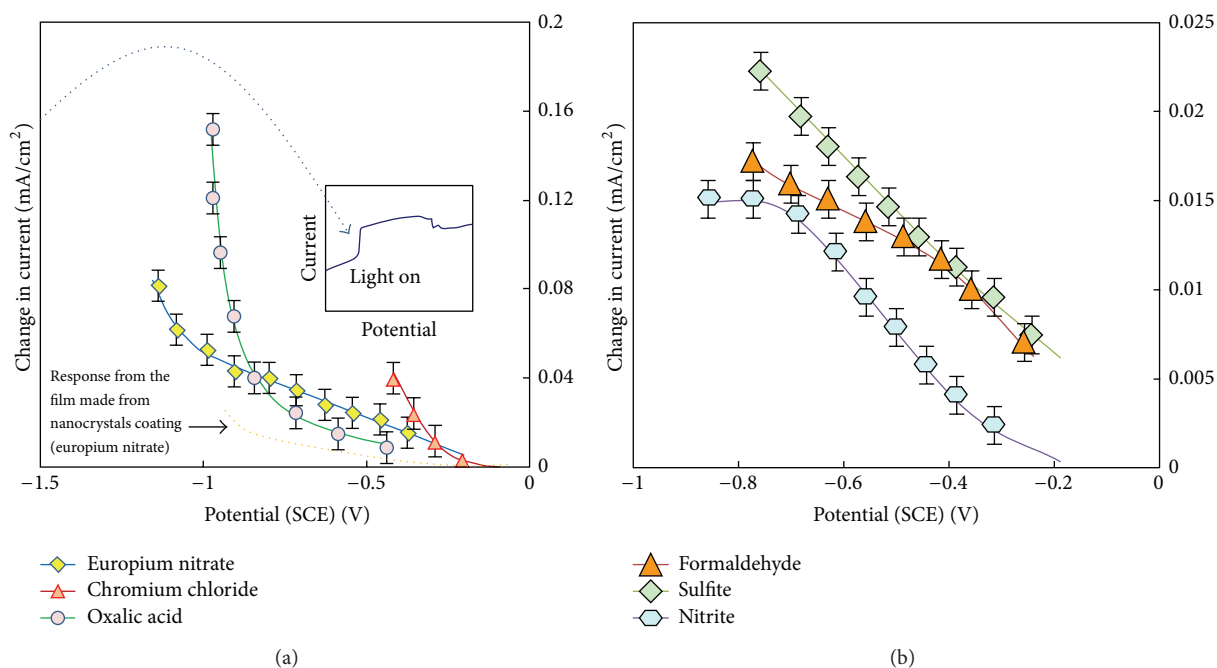 Change in current (mA/cm²)
0.2
0.16
0.12
0.08
0.04
0
Current
Light on
Potential
Response from the
film made from
nanocrystals coating
(europium nitrate)
−1.5
−1
−0.5
0
Potential (SCE) (V)
Europium nitrate
Chromium chloride
Oxalic acid
(a)
Change in current (mA/cm²)
0.025
0.02
0.015
0.01
0.005
0
−1
−0.8
−0.6
−0.4
−0.2
0
Potential (SCE) (V)
Formaldehyde
Sulfite
Nitrite
(b)